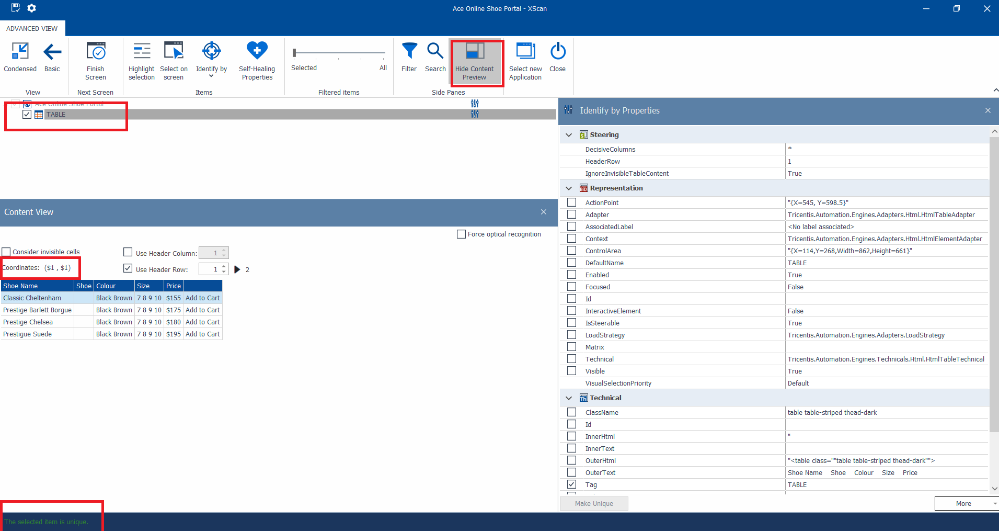 Ace Online Shoe Portal - XScan
ADVANCED VIEW
Condensed
Basic
Finish Screen
Highlight selection
Select on screen
Identify by
Self-Healing Properties
Selected
All
Filter
Search
Hide Content Preview
Select new Application
Close
View
Next Screen
Items
Filtered items
Side Panes
Ace Online Shoe Portal
TABLE
Content View
Force optical recognition
Consider invisible cells
Use Header Column: 1
Coordinates: ($1 , $1)
Use Header Row: 1 2
Shoe Name Shoe Colour Size Price
Classic Cheltenham Black Brown 7 8 9 10 $155 Add to Cart
Prestige Barlett Borgue Black Brown 7 8 9 10 $175 Add to Cart
Prestige Chelsea Black Brown 7 8 9 10 $180 Add to Cart
Prestigue Suede Black Brown 7 8 9 10 $195 Add to Cart
The selected item is unique.
Identify by Properties
Steering
DecisiveColumns *
HeaderRow 1
IgnoreInvisibleTableContent True
Representation
ActionPoint "{X=545, Y=598.5}"
Adapter Tricentis.Automation.Engines.Adapters.Html.HtmlTableAdapter
AssociatedLabel <No label associated>
Context Tricentis.Automation.Engines.Adapters.Html.HtmlElementAdapter
ControlArea "{X=114,Y=268,Width=862,Height=661}"
DefaultName TABLE
Enabled True
Focused False
Id
InteractiveElement False
IsSteerable True
LoadStrategy Tricentis.Automation.Engines.Adapters.LoadStrategy
Matrix
Technical Tricentis.Automation.Engines.Technicals.Html.HtmlTableTechnical
Visible True
VisualSelectionPriority Default
Technical
ClassName table table-striped thead-dark
Id
InnerHtml "
InnerText
OuterHtml "<table class=""table table-striped thead-dark"">
OuterText Shoe Name Shoe Colour Size Price
Tag TABLE
Make Unique
More